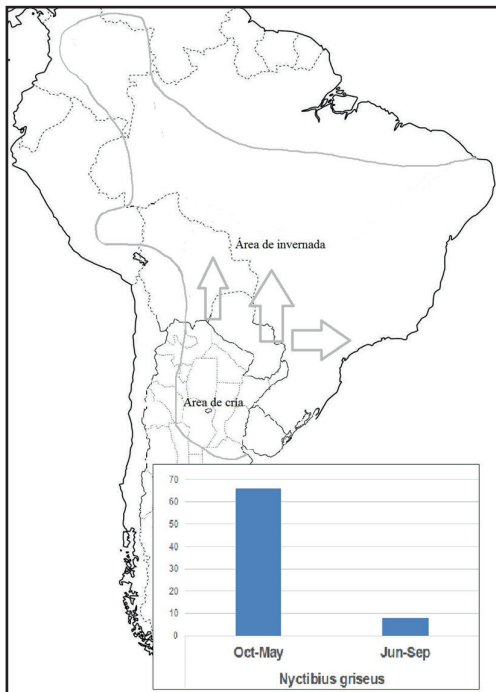 Área de invernada
Área de cría
70
60
50
40
30
20
10
0
Oct-May
Jun-Sep
Nyctibius griseus